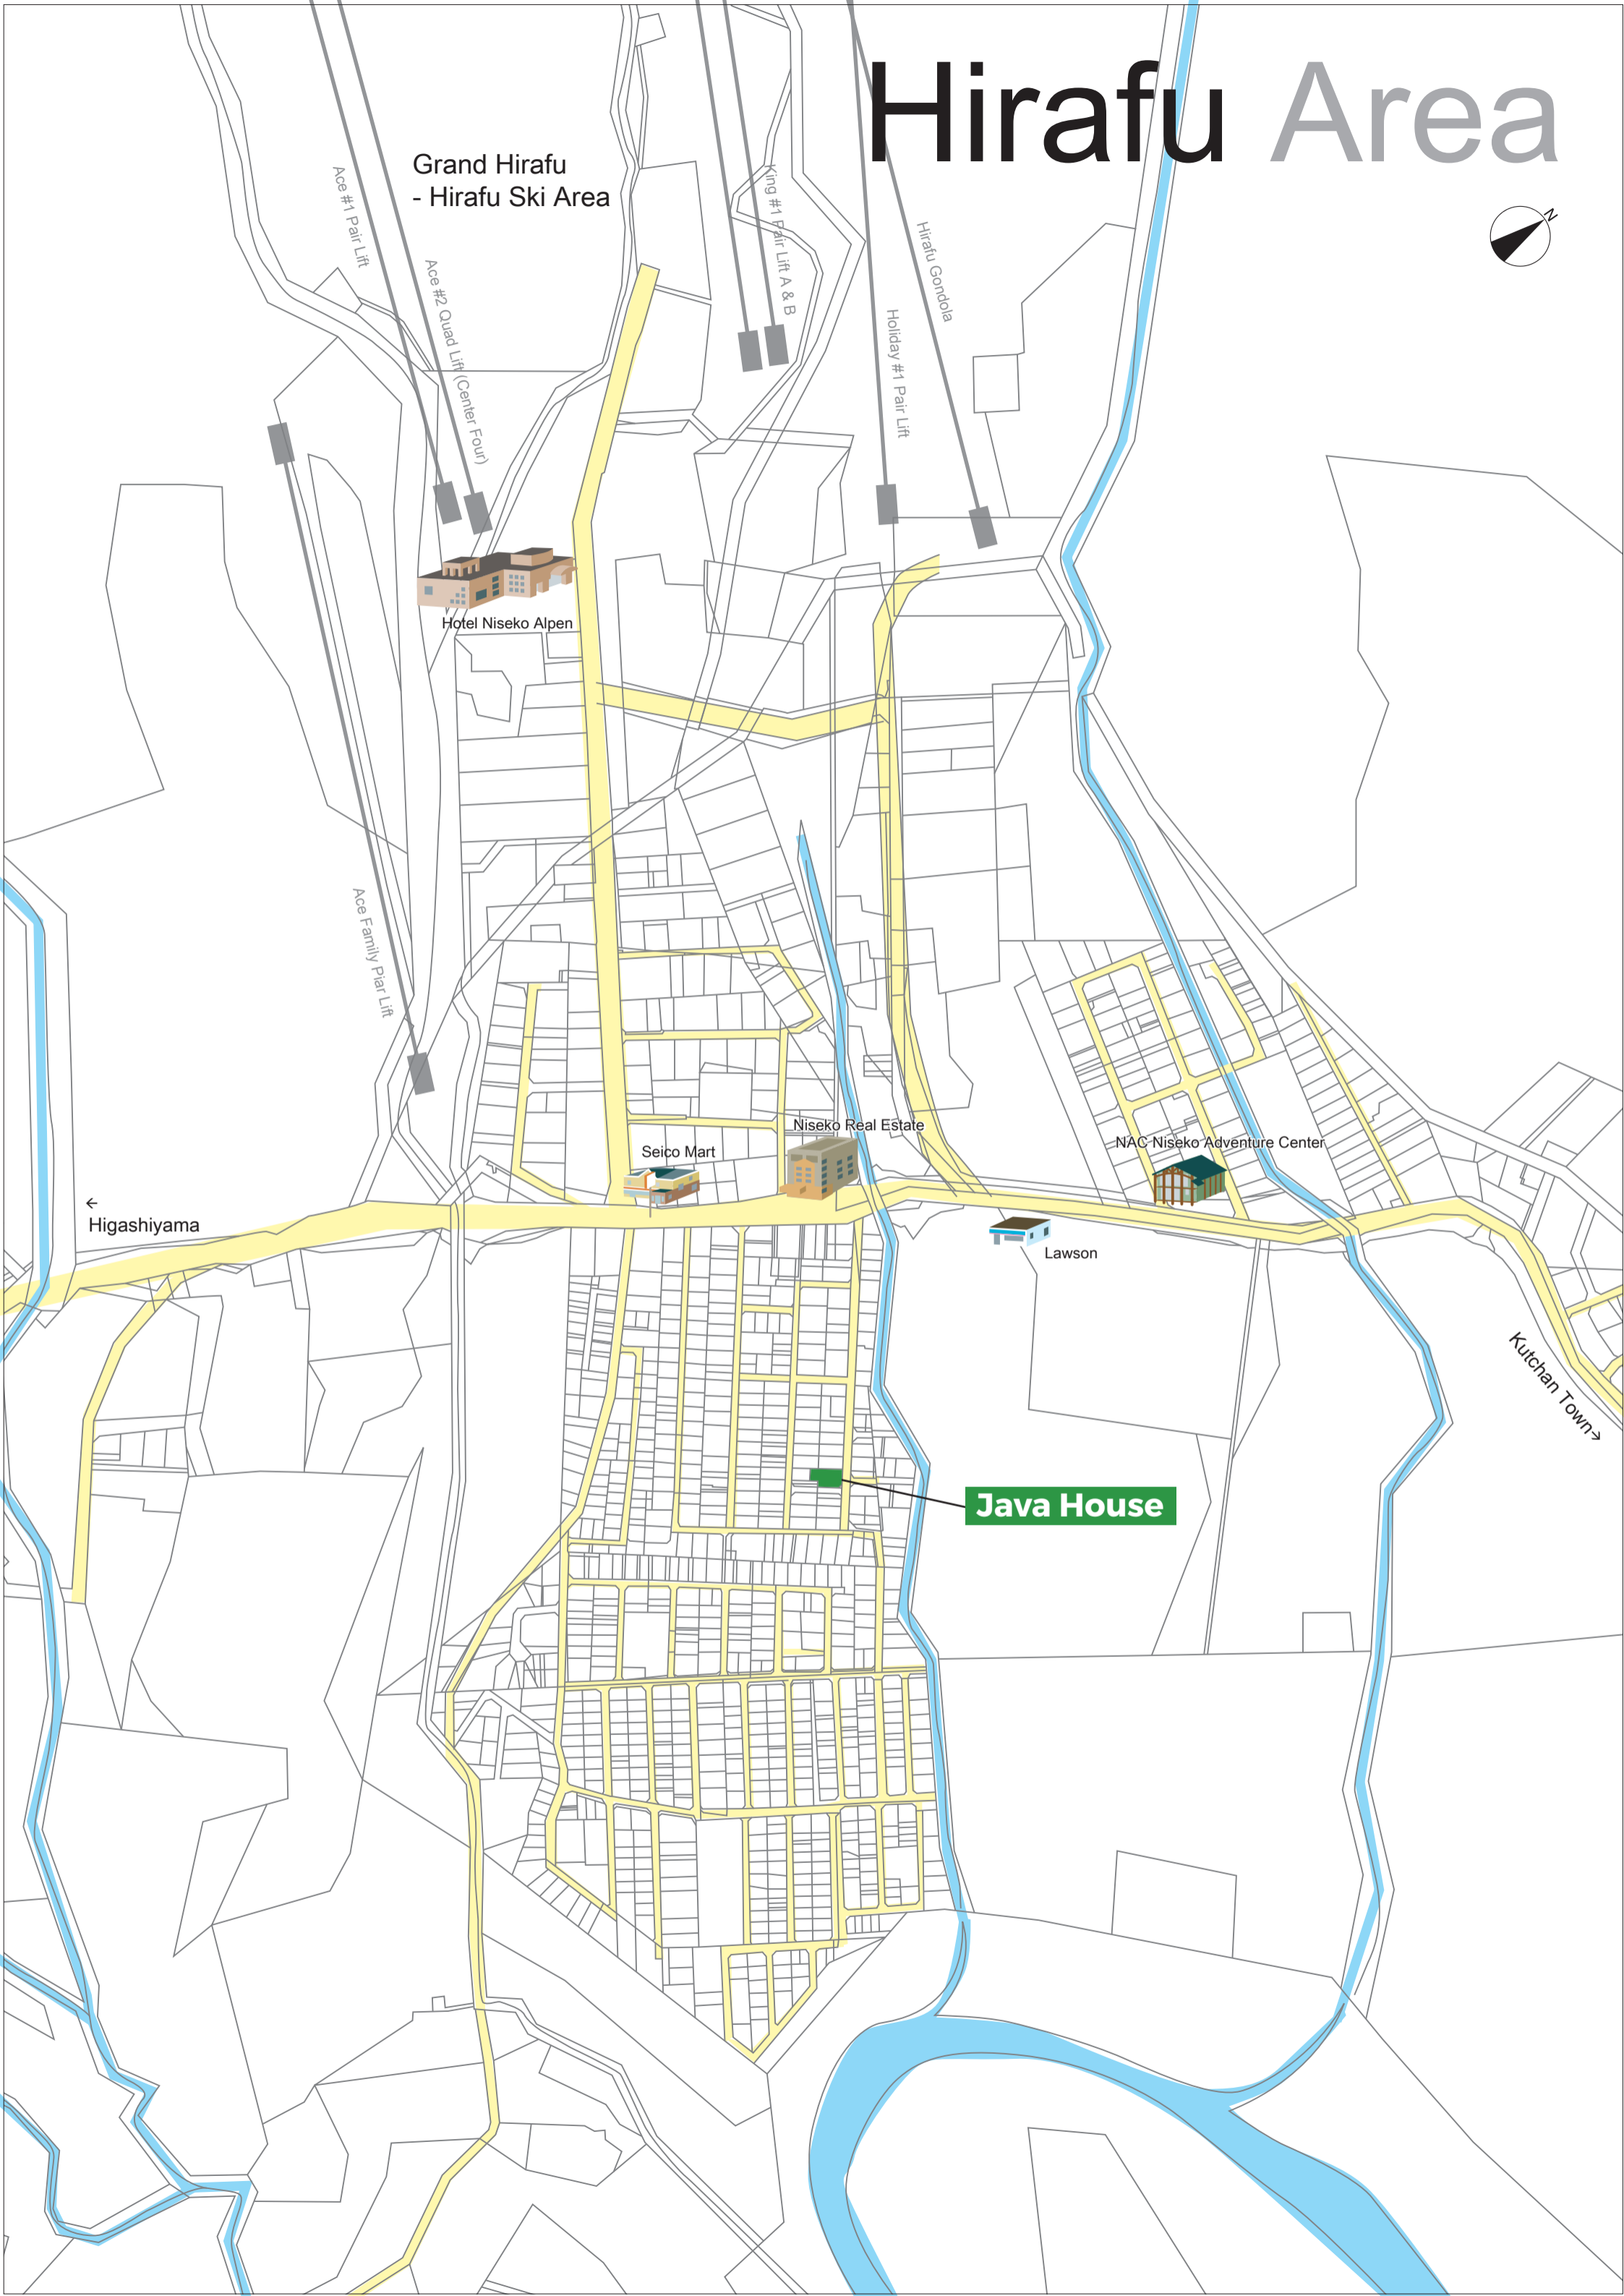 Hirafu Area
N
Grand Hirafu
- Hirafu Ski Area
Ace #1 Pair Lift
Ace #2 Quad Lift (Center Four)
King #1 Pair Lift A & B
Holiday #1 Pair Lift
Hirafu Gondola
Hotel Niseko Alpen
Ace Family Piar Lift
Niseko Real Estate
Seico Mart
NAC Niseko Adventure Center
←
Higashiyama
Lawson
Kutchan Town→
Java House